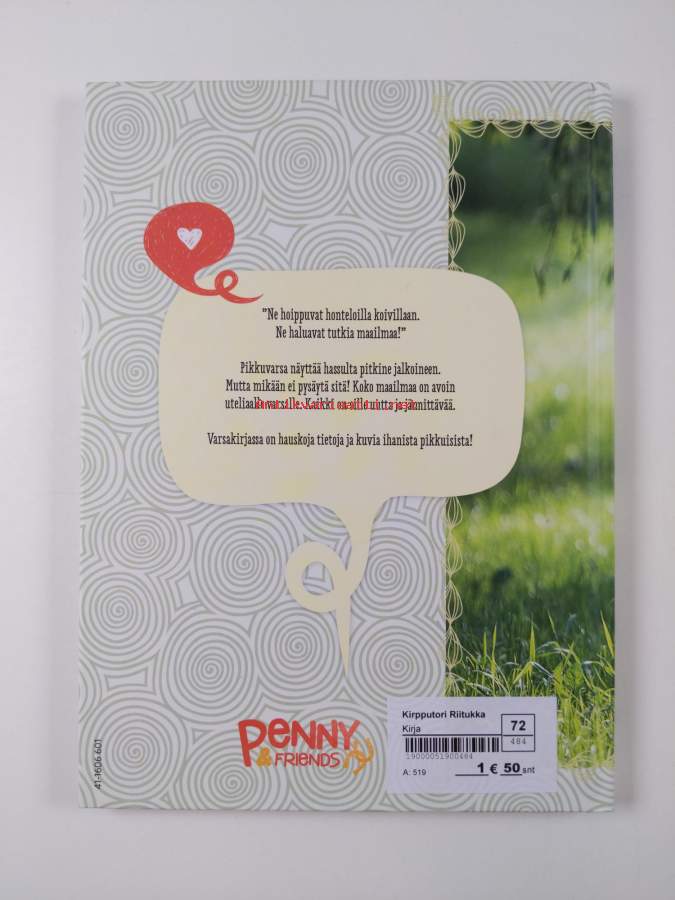 "Ne hoippuvat honteloilla koivillaan.
Ne haluavat tutkia maailmaa!"
Pikkuvarsa näyttää hassulta pitkine jalkoineen.
Mutta mikään ei pysäytä sitä! Koko maailmaa on avoin
uteliaalle varsalle. Kaikki on sille uutta ja jännittävää.
Varsakirjassa on hauskoja tietoja ja kuvia ihanista pikkuisista!
41-1606 601
PENNY
& FRIENDS
Kirpputori Riitukka
Kirja
72
484
19000051900484
A: 519
1 € 50 snt